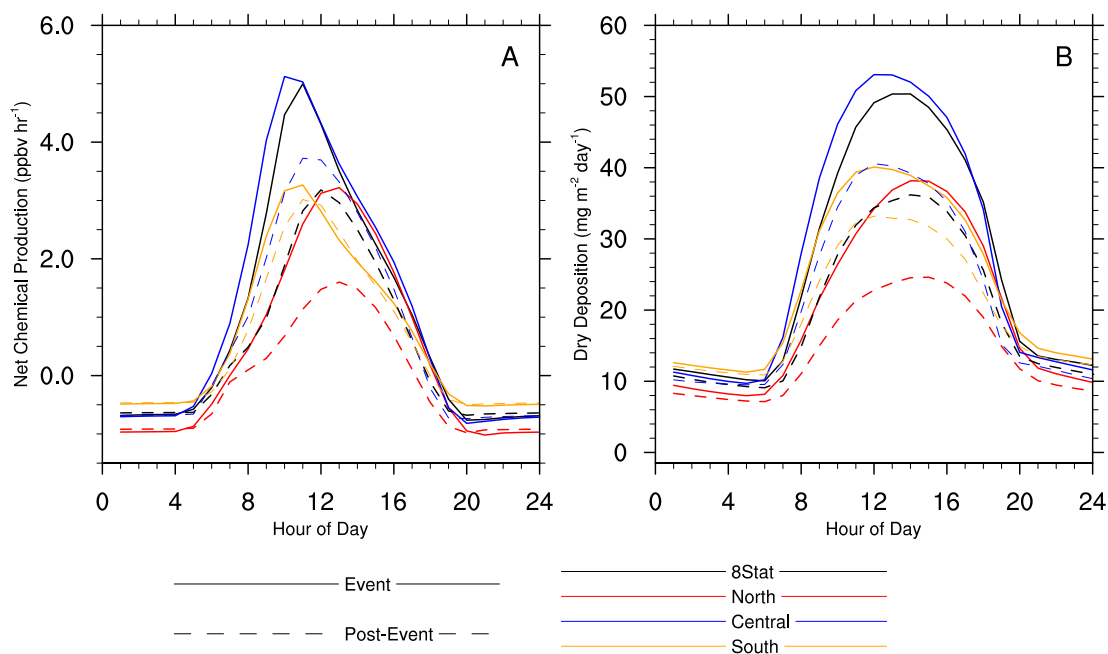 6.0
4.0
2.0
0.0
A
Net Chemical Production (ppbv hr⁻¹)
0 4 8 12 16 20 24
Hour of Day
60
50
40
30
20
10
0
B
Dry Deposition (mg m⁻² day⁻¹)
0 4 8 12 16 20 24
Hour of Day
Event
Post-Event
8Stat
North
Central
South